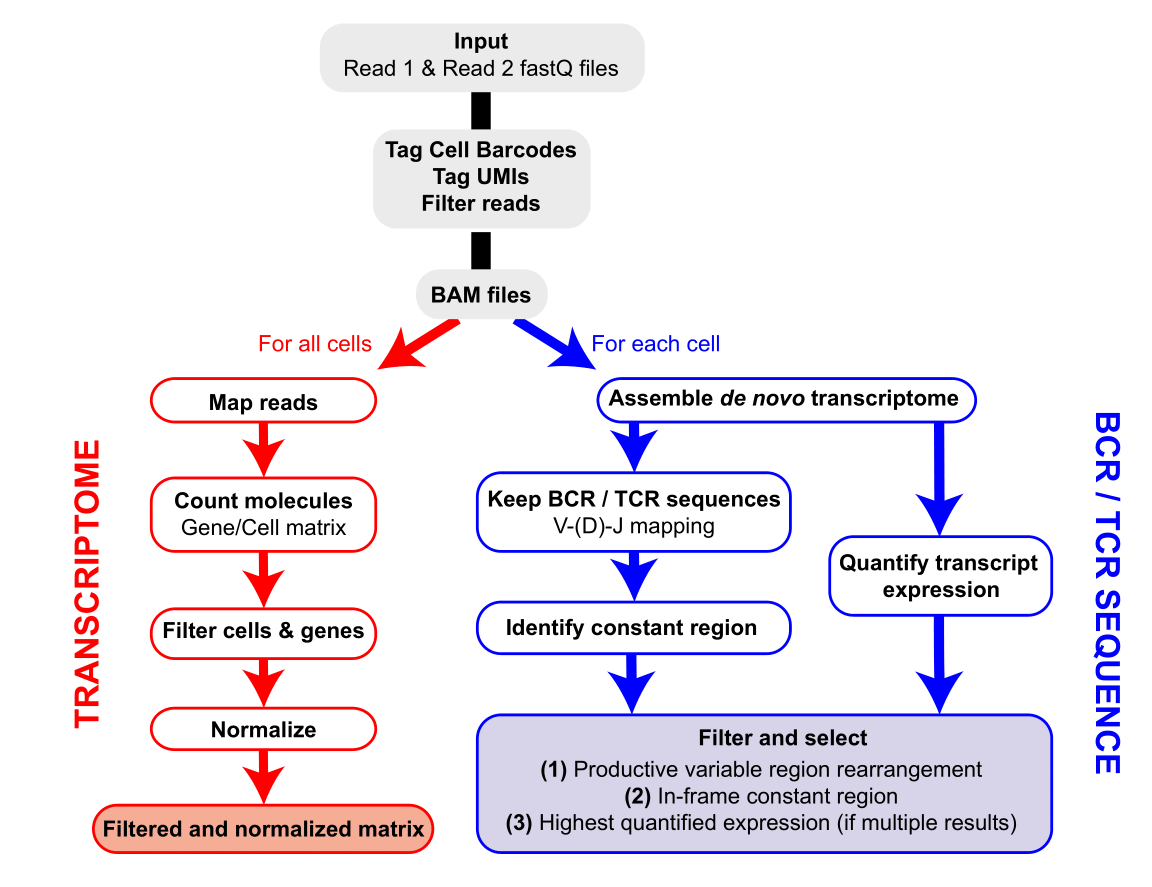 Input
Read 1 & Read 2 fastQ files
Tag Cell Barcodes
Tag UMIs
Filter reads
BAM files
For all cells
For each cell
TRANSCRIPTOME
Map reads
Count molecules
Gene/Cell matrix
Filter cells & genes
Normalize
Filtered and normalized matrix
Assemble de novo transcriptome
Keep BCR / TCR sequences
V-(D)-J mapping
Identify constant region
Quantify transcript
expression
Filter and select
(1) Productive variable region rearrangement
(2) In-frame constant region
(3) Highest quantified expression (if multiple results)
BCR / TCR SEQUENCE